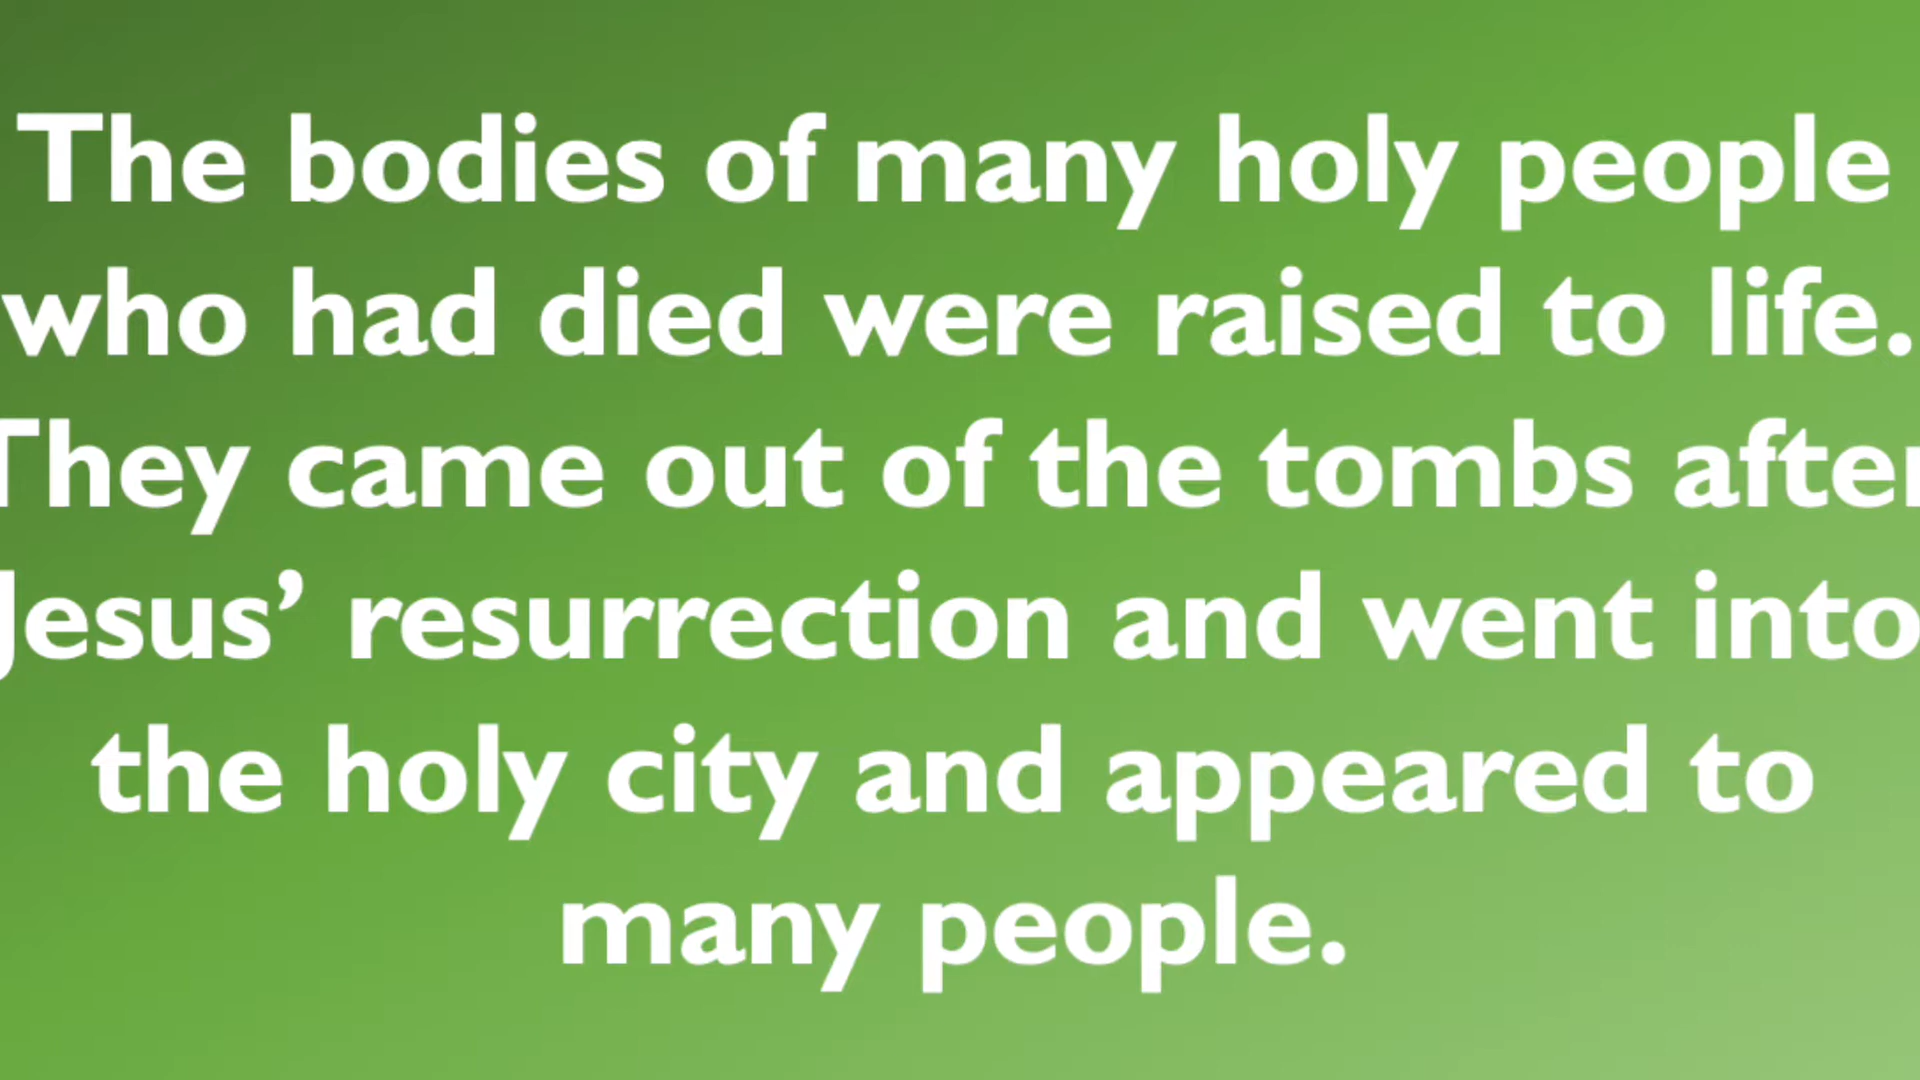 The bodies of many holy people
who had died were raised to life.
They came out of the tombs after
Jesus’ resurrection and went into
the holy city and appeared to
many people.